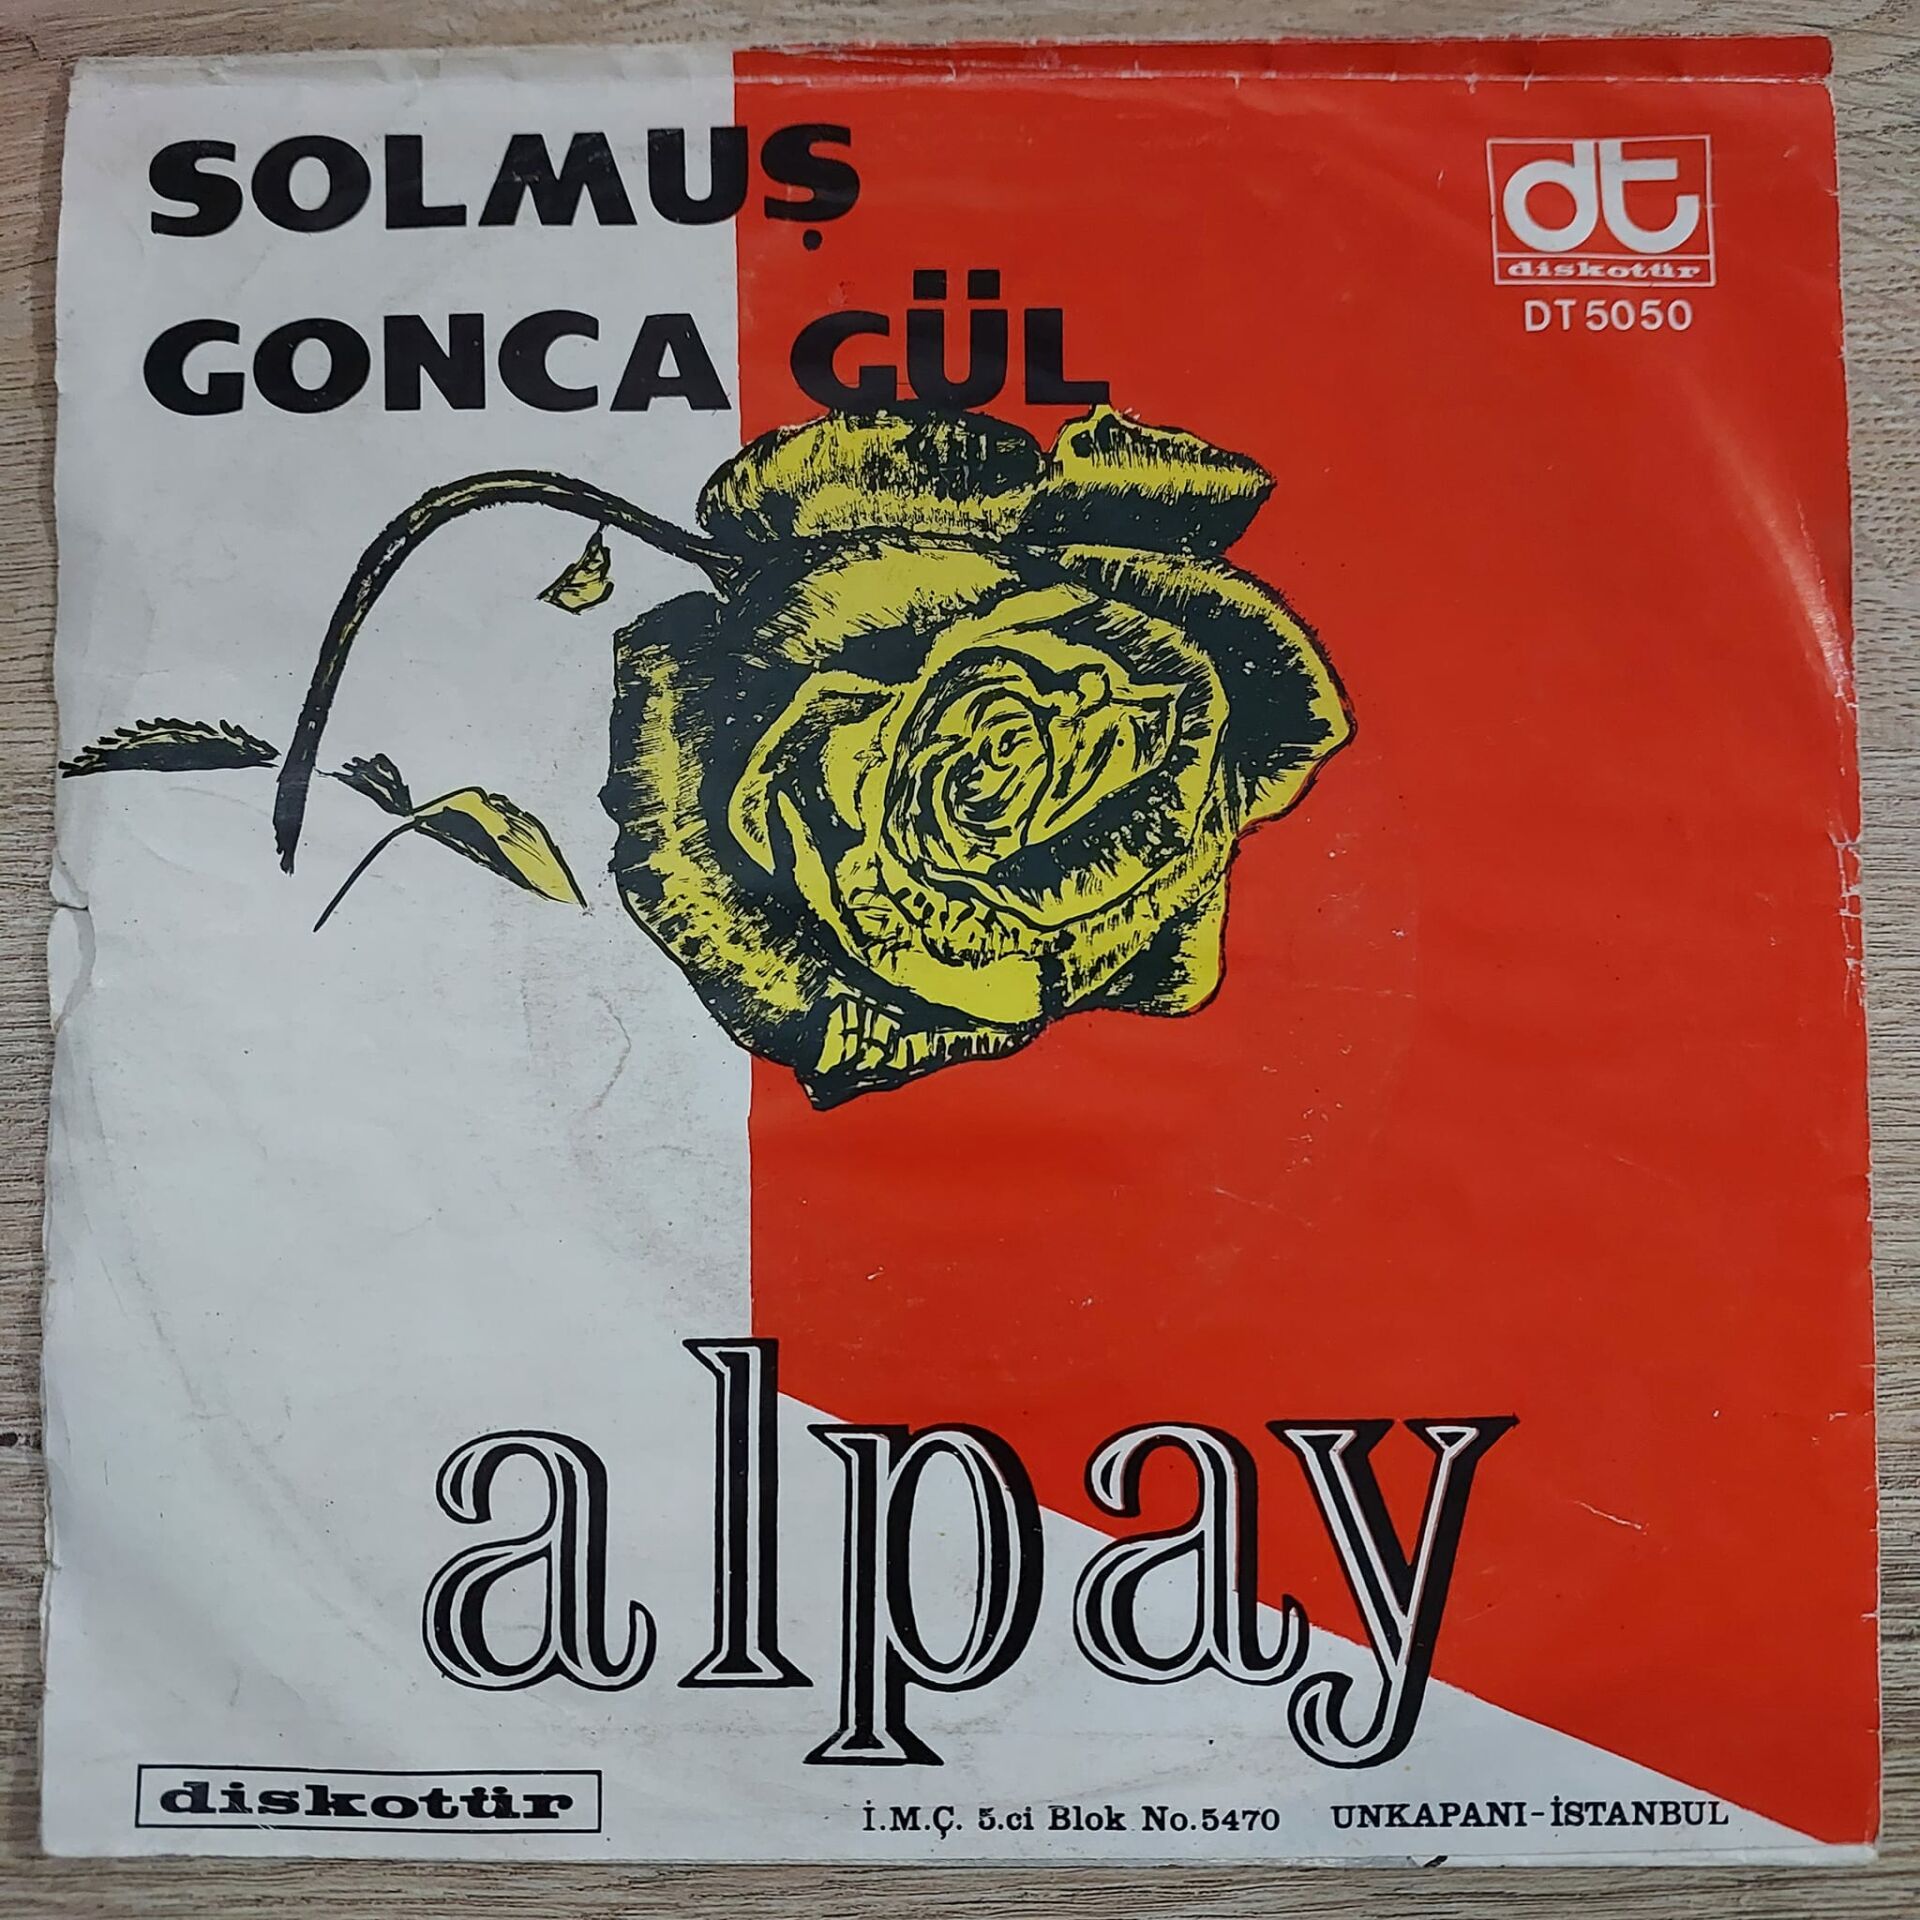 SOLMUŞ
GONCA GÜL
dt
diskotür
DT 5050
alpay
diskotür
İ.M.Ç. 5.ci Blok No.5470 UNKAPANI-İSTANBUL